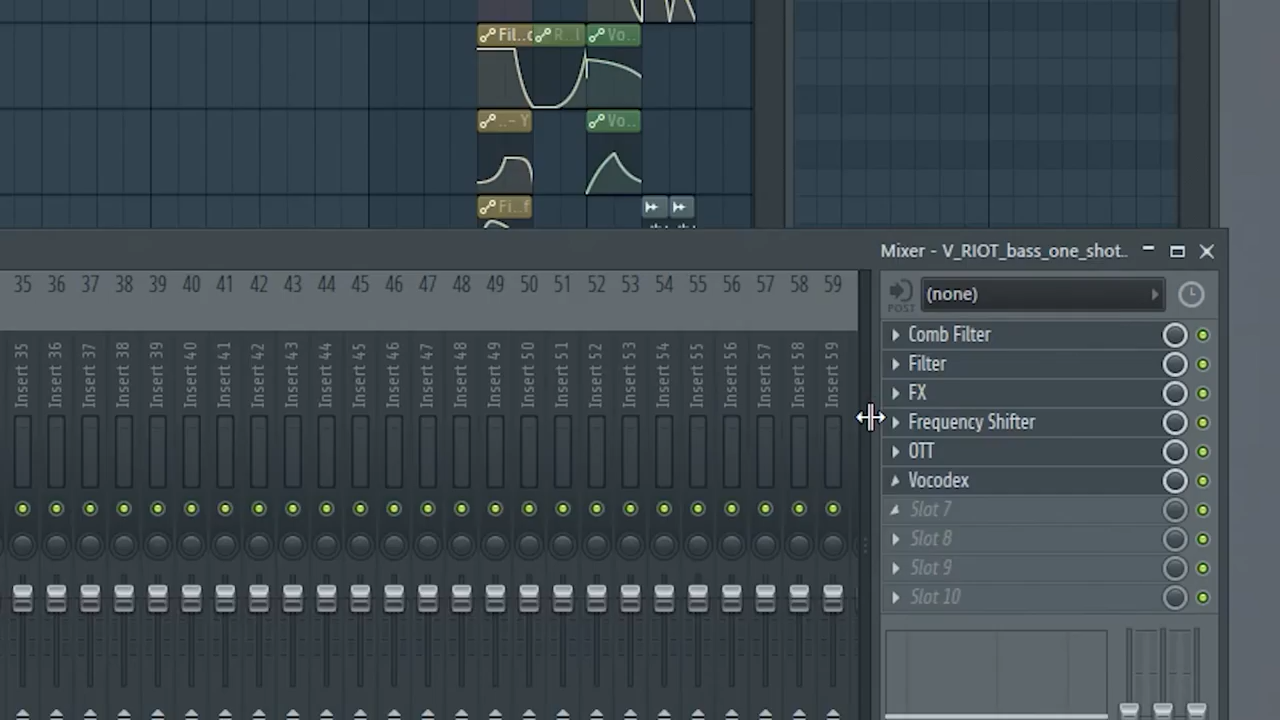 Fil..c R..l Vo..
..- Y Vo..
Fi..f
Mixer - V_RIOT_bass_one_shot..
35 36 37 38 39 40 41 42 43 44 45 46 47 48 49 50 51 52 53 54 55 56 57 58 59
POST (none)
Insert 35 Insert 36 Insert 37 Insert 38 Insert 39 Insert 40 Insert 41 Insert 42 Insert 43 Insert 44 Insert 45 Insert 46 Insert 47 Insert 48 Insert 49 Insert 50 Insert 51 Insert 52 Insert 53 Insert 54 Insert 55 Insert 56 Insert 57 Insert 58 Insert 59
Comb Filter
Filter
FX
Frequency Shifter
OTT
Vocodex
Slot 7
Slot 8
Slot 9
Slot 10